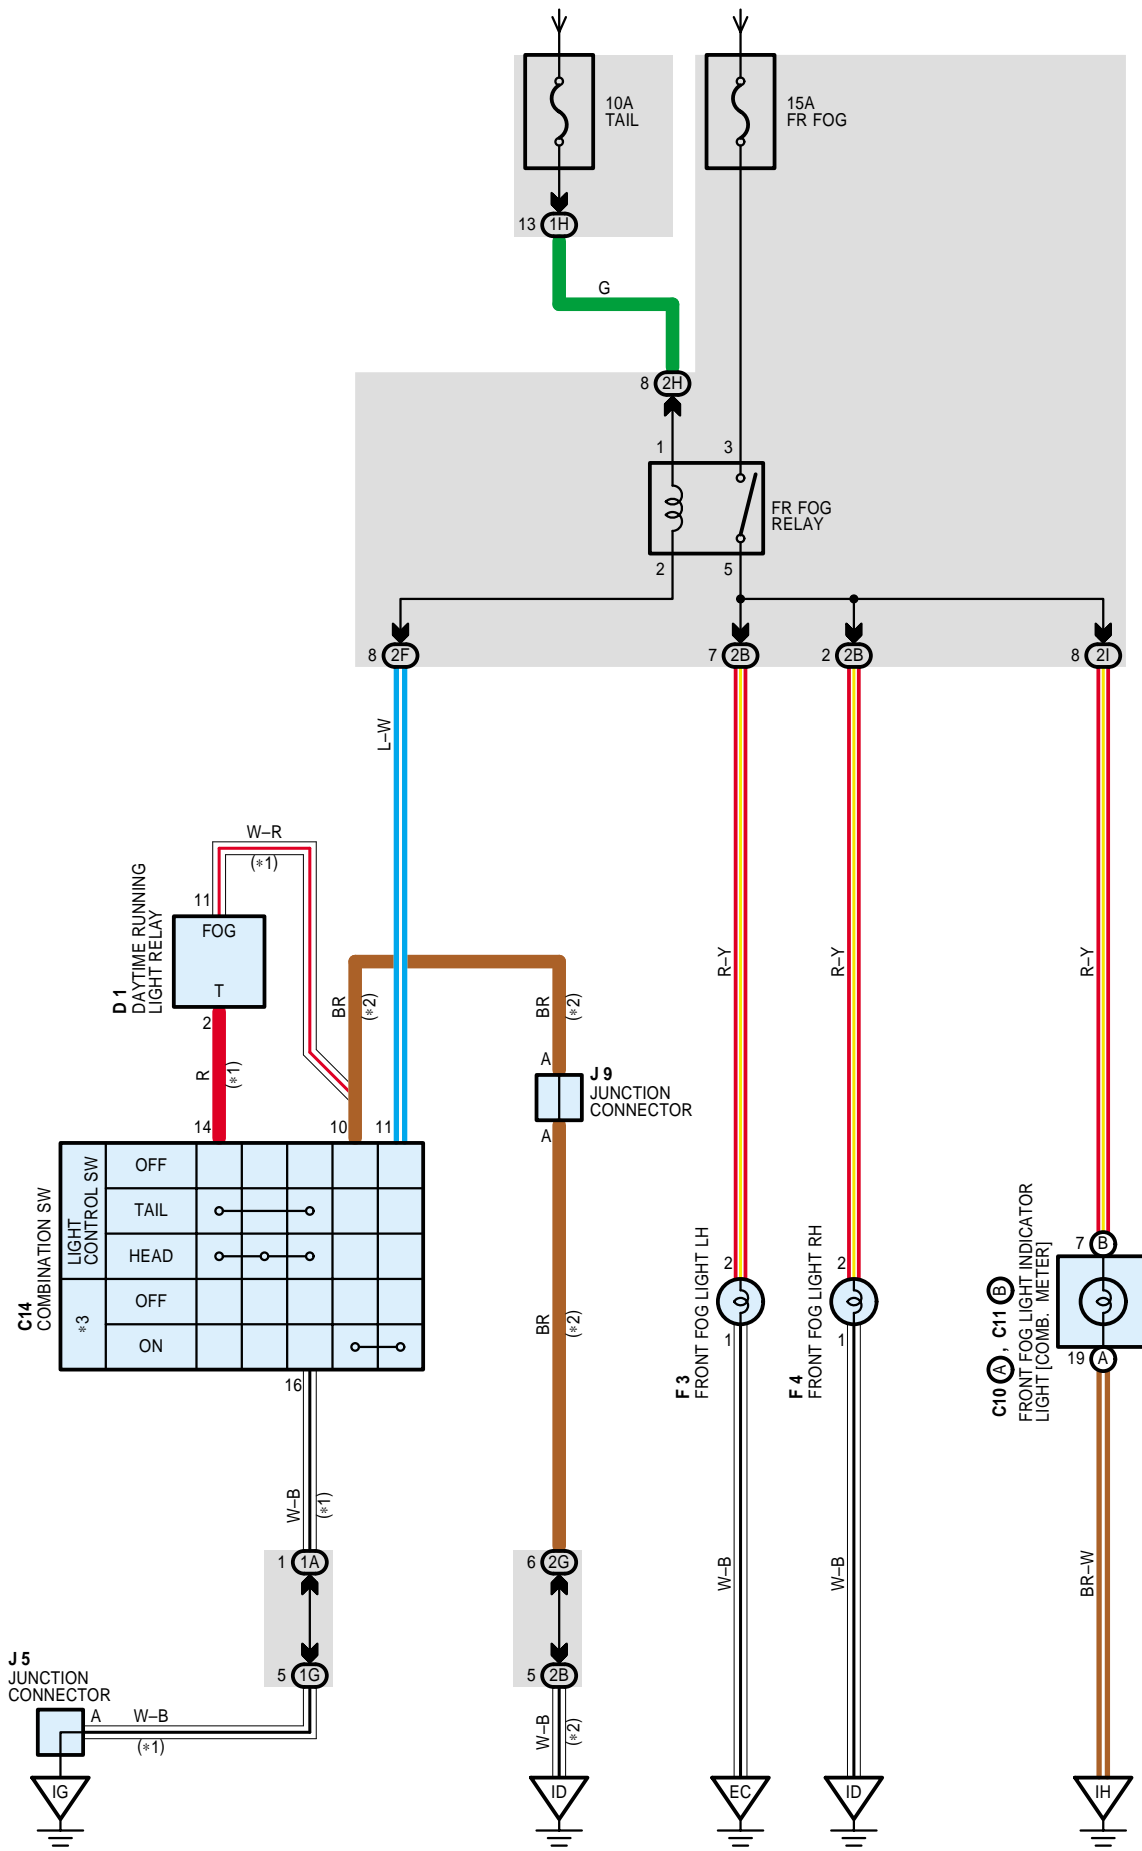 10A
TAIL
15A
FR FOG
13 1H
G
8 2H
1 3
FR FOG
RELAY
2 5
8 2F
7 2B
2 2B
8 2I
L–W
R–Y
R–Y
R–Y
W–R
(*1)
11
FOG
T
2
D 1
DAYTIME RUNNING
LIGHT RELAY
R
(*1)
BR
(*2)
BR
(*2)
A
J 9
JUNCTION
CONNECTOR
A
14 10 11
C14
COMBINATION SW
LIGHT
CONTROL SW
OFF
TAIL
HEAD
*3
OFF
ON
16
BR
(*2)
2
1
F 3
FRONT FOG LIGHT LH
2
1
F 4
FRONT FOG LIGHT RH
7 B
19 A
C10 A , C11 B
FRONT FOG LIGHT INDICATOR
LIGHT [COMB. METER]
W–B
(*1)
1 1A
5 1G
6 2G
5 2B
W–B
W–B
BR–W
J 5
JUNCTION
CONNECTOR
A W–B
(*1)
W–B
(*2)
IG
ID
EC
ID
IH